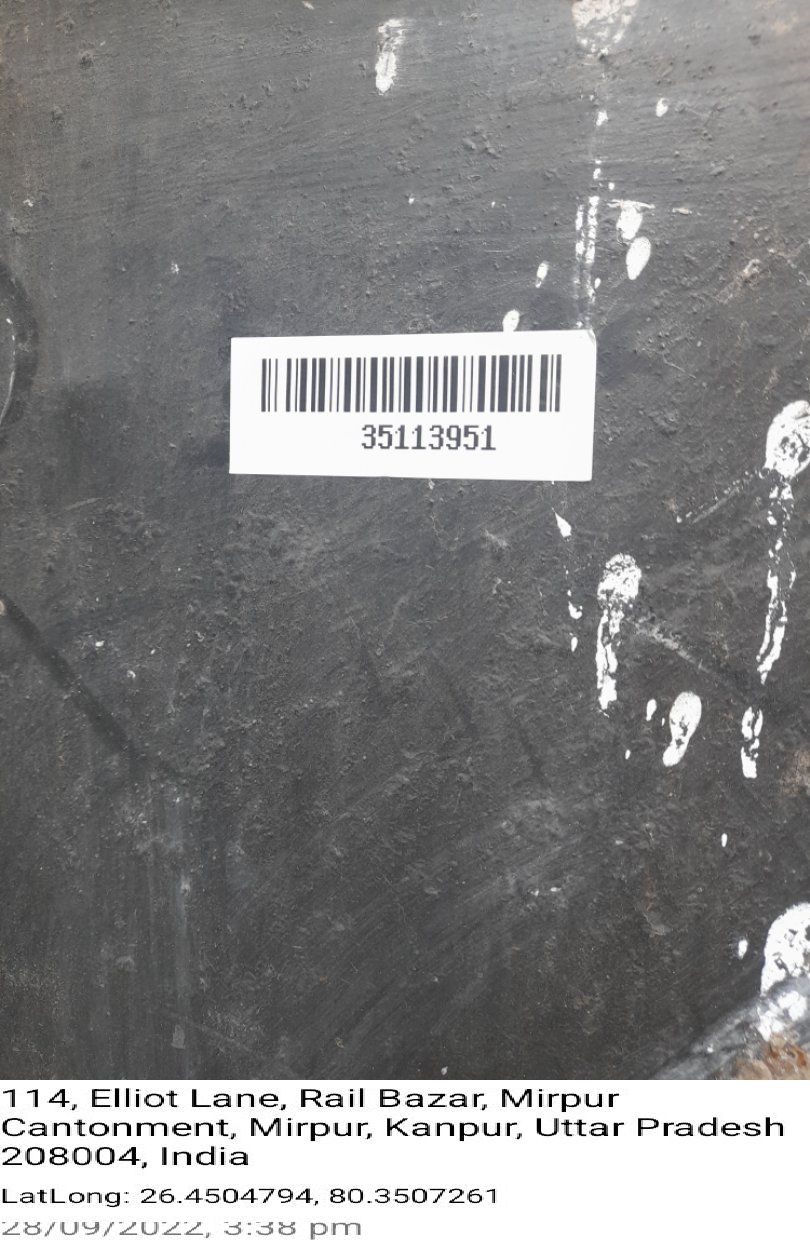 35113951
114, Elliot Lane, Rail Bazar, Mirpur
Cantonment, Mirpur, Kanpur, Uttar Pradesh
208004, India
LatLong: 26.4504794, 80.3507261
28/09/2022, 3:38 pm